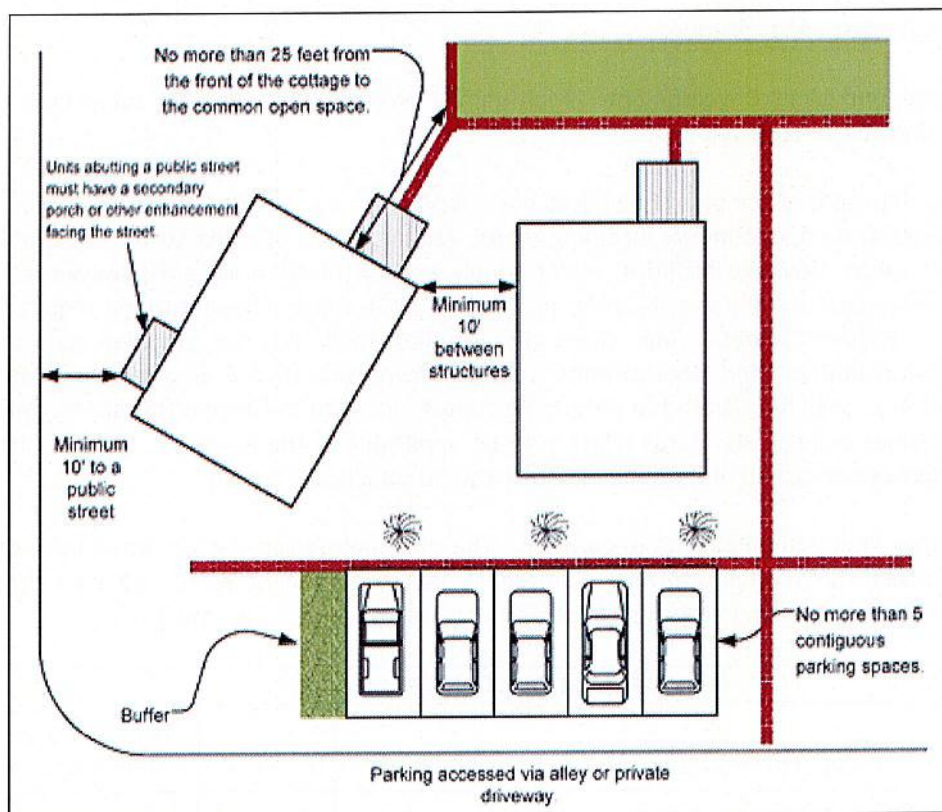 No more than 25 feet from
the front of the cottage to
the common open space.
Units abutting a public street
must have a secondary
porch or other enhancement
facing the street.
Minimum
10'
between
structures
Minimum
10' to a
public
street
No more than 5
contiguous
parking spaces.
Buffer
Parking accessed via alley or private
driveway